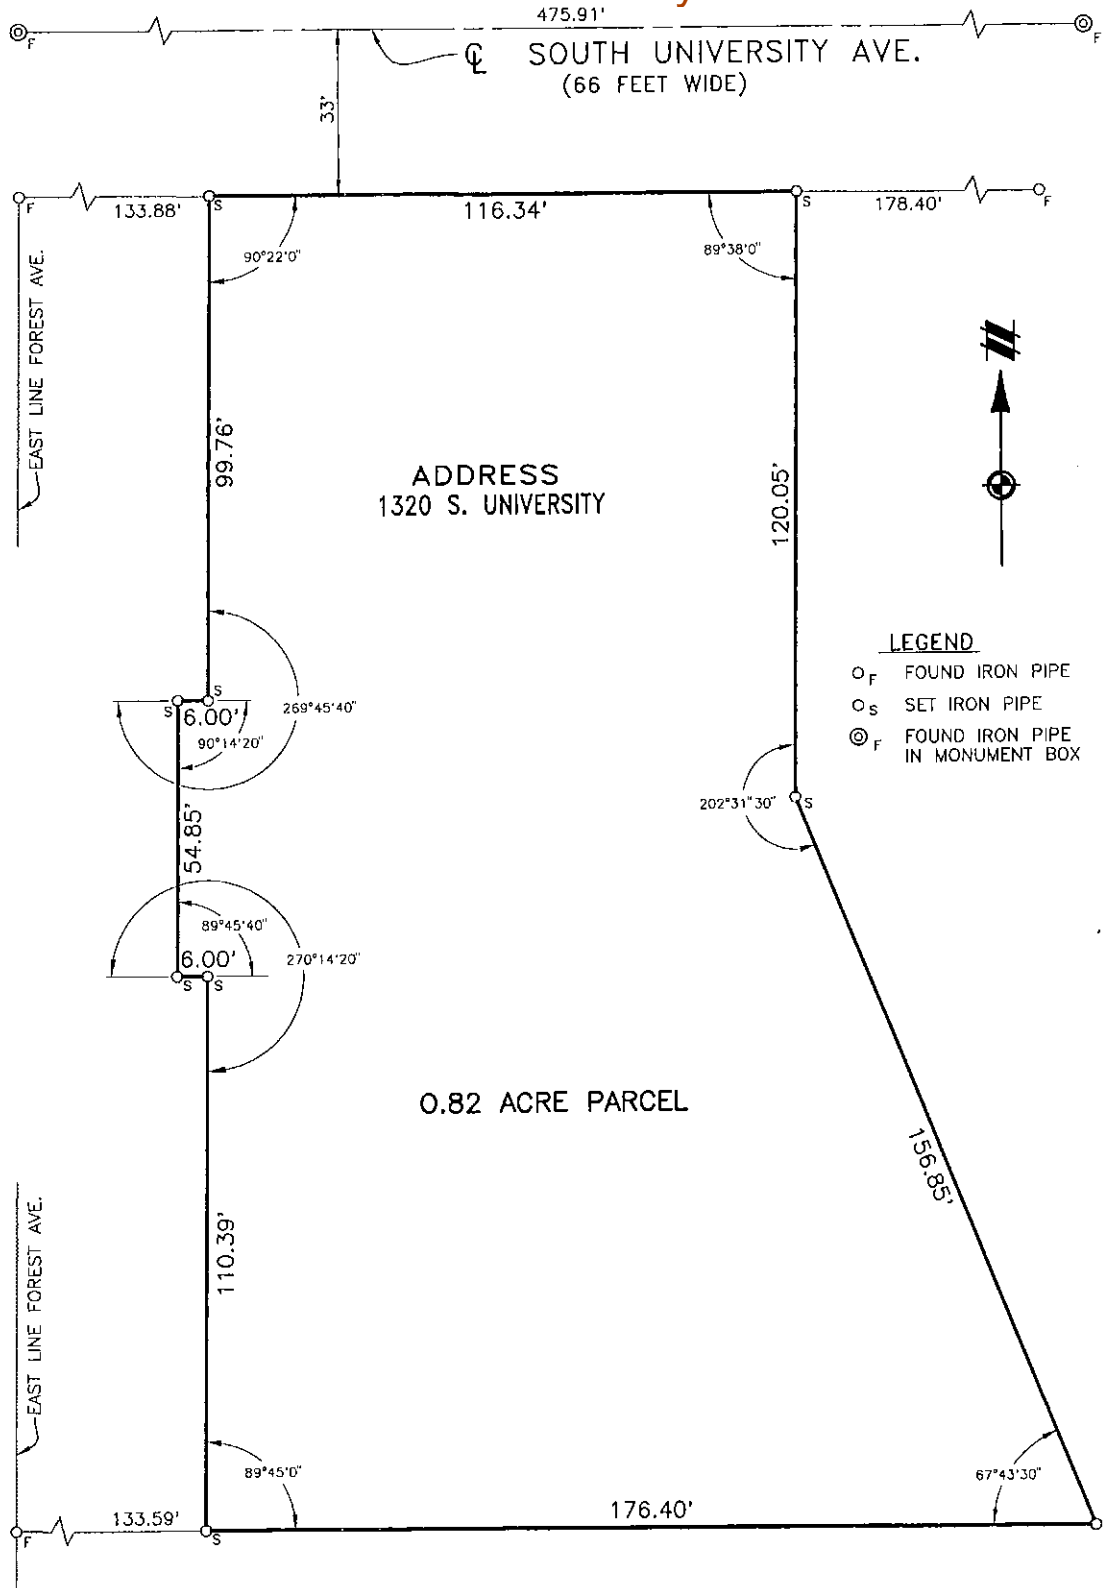 475.91'
F
F
℄ SOUTH UNIVERSITY AVE.
(66 FEET WIDE)
33'
F
133.88'
S
116.34'
S
178.40'
F
90°22'0"
89°38'0"
EAST LINE FOREST AVE.
99.76'
ADDRESS
1320 S. UNIVERSITY
120.05'
LEGEND
F FOUND IRON PIPE
S SET IRON PIPE
F FOUND IRON PIPE
IN MONUMENT BOX
S
S
6.00'
269°45'40"
90°14'20"
202°31"30"
S
54.85'
89°45'40"
6.00'
270°14'20"
S
S
0.82 ACRE PARCEL
156.85'
EAST LINE FOREST AVE.
110.39'
89°45'0"
67°43'30"
133.59'
176.40'
F
S